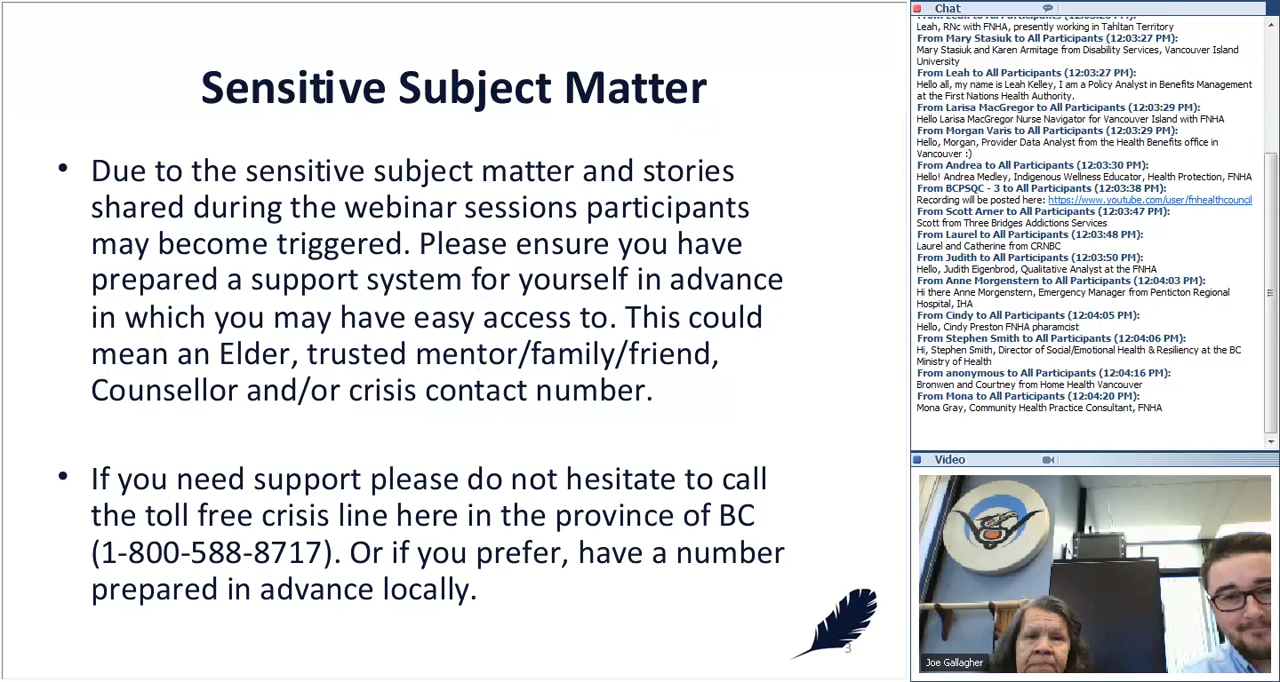 Sensitive Subject Matter
• Due to the sensitive subject matter and stories
shared during the webinar sessions participants
may become triggered. Please ensure you have
prepared a support system for yourself in advance
in which you may have easy access to. This could
mean an Elder, trusted mentor/family/friend,
Counsellor and/or crisis contact number.
• If you need support please do not hesitate to call
the toll free crisis line here in the province of BC
(1-800-588-8717). Or if you prefer, have a number
prepared in advance locally.
3
Chat
From Leah to All Participants
Leah, RNc with FNHA, presently working in Tahltan Territory
From Mary Stasiuk to All Participants (12:03:27 PM):
Mary Stasiuk and Karen Armitage from Disability Services, Vancouver Island
University
From Leah to All Participants (12:03:27 PM):
Hello all, my name is Leah Kelley, I am a Policy Analyst in Benefits Management
at the First Nations Health Authority.
From Larisa MacGregor to All Participants (12:03:29 PM):
Hello Larisa MacGregor Nurse Navigator for Vancouver Island with FNHA
From Morgan Varis to All Participants (12:03:29 PM):
Hello, Morgan, Provider Data Analyst from the Health Benefits office in
Vancouver :)
From Andrea to All Participants (12:03:30 PM):
Hello! Andrea Medley, Indigenous Wellness Educator, Health Protection, FNHA
From BCPSQC - 3 to All Participants (12:03:38 PM):
Recording will be posted here: https://www.youtube.com/user/fnhealthcouncil
From Scott Arner to All Participants (12:03:47 PM):
Scott from Three Bridges Addictions Services
From Laurel to All Participants (12:03:48 PM):
Laurel and Catherine from CRNBC
From Judith to All Participants (12:03:50 PM):
Hello, Judith Eigenbrod, Qualitative Analyst at the FNHA
From Anne Morgenstern to All Participants (12:04:03 PM):
Hi there Anne Morgenstern, Emergency Manager from Penticton Regional
Hospital, IHA
From Cindy to All Participants (12:04:05 PM):
Hello, Cindy Preston FNHA pharamcist
From Stephen Smith to All Participants (12:04:06 PM):
Hi, Stephen Smith, Director of Social/Emotional Health & Resiliency at the BC
Ministry of Health
From anonymous to All Participants (12:04:16 PM):
Bronwen and Courtney from Home Health Vancouver
From Mona to All Participants (12:04:20 PM):
Mona Gray, Community Health Practice Consultant, FNHA
Video
Joe Gallagher